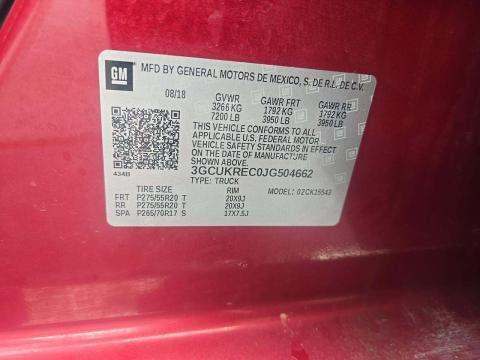 GM
MFD BY GENERAL MOTORS DE MEXICO, S. DE R.L. DE C.V.
08/18 GVWR GAWR FRT GAWR RR
3266 KG 1792 KG 1792 KG
7200 LB 3950 LB 3950 LB
THIS VEHICLE CONFORMS TO ALL
APPLICABLE U.S. FEDERAL MOTOR
VEHICLE SAFETY STANDARDS IN EFFECT ON
THE DATE OF MANUFACTURE
SHOWN ABOVE.
434B 3GCUKREC0JG504662
TYPE: TRUCK
TIRE SIZE RIM 02CK15543
FRT P275/55R20 T 20X9J
RR P275/55R20 T 20X9J
SPA P265/70R17 S 17X7.5J